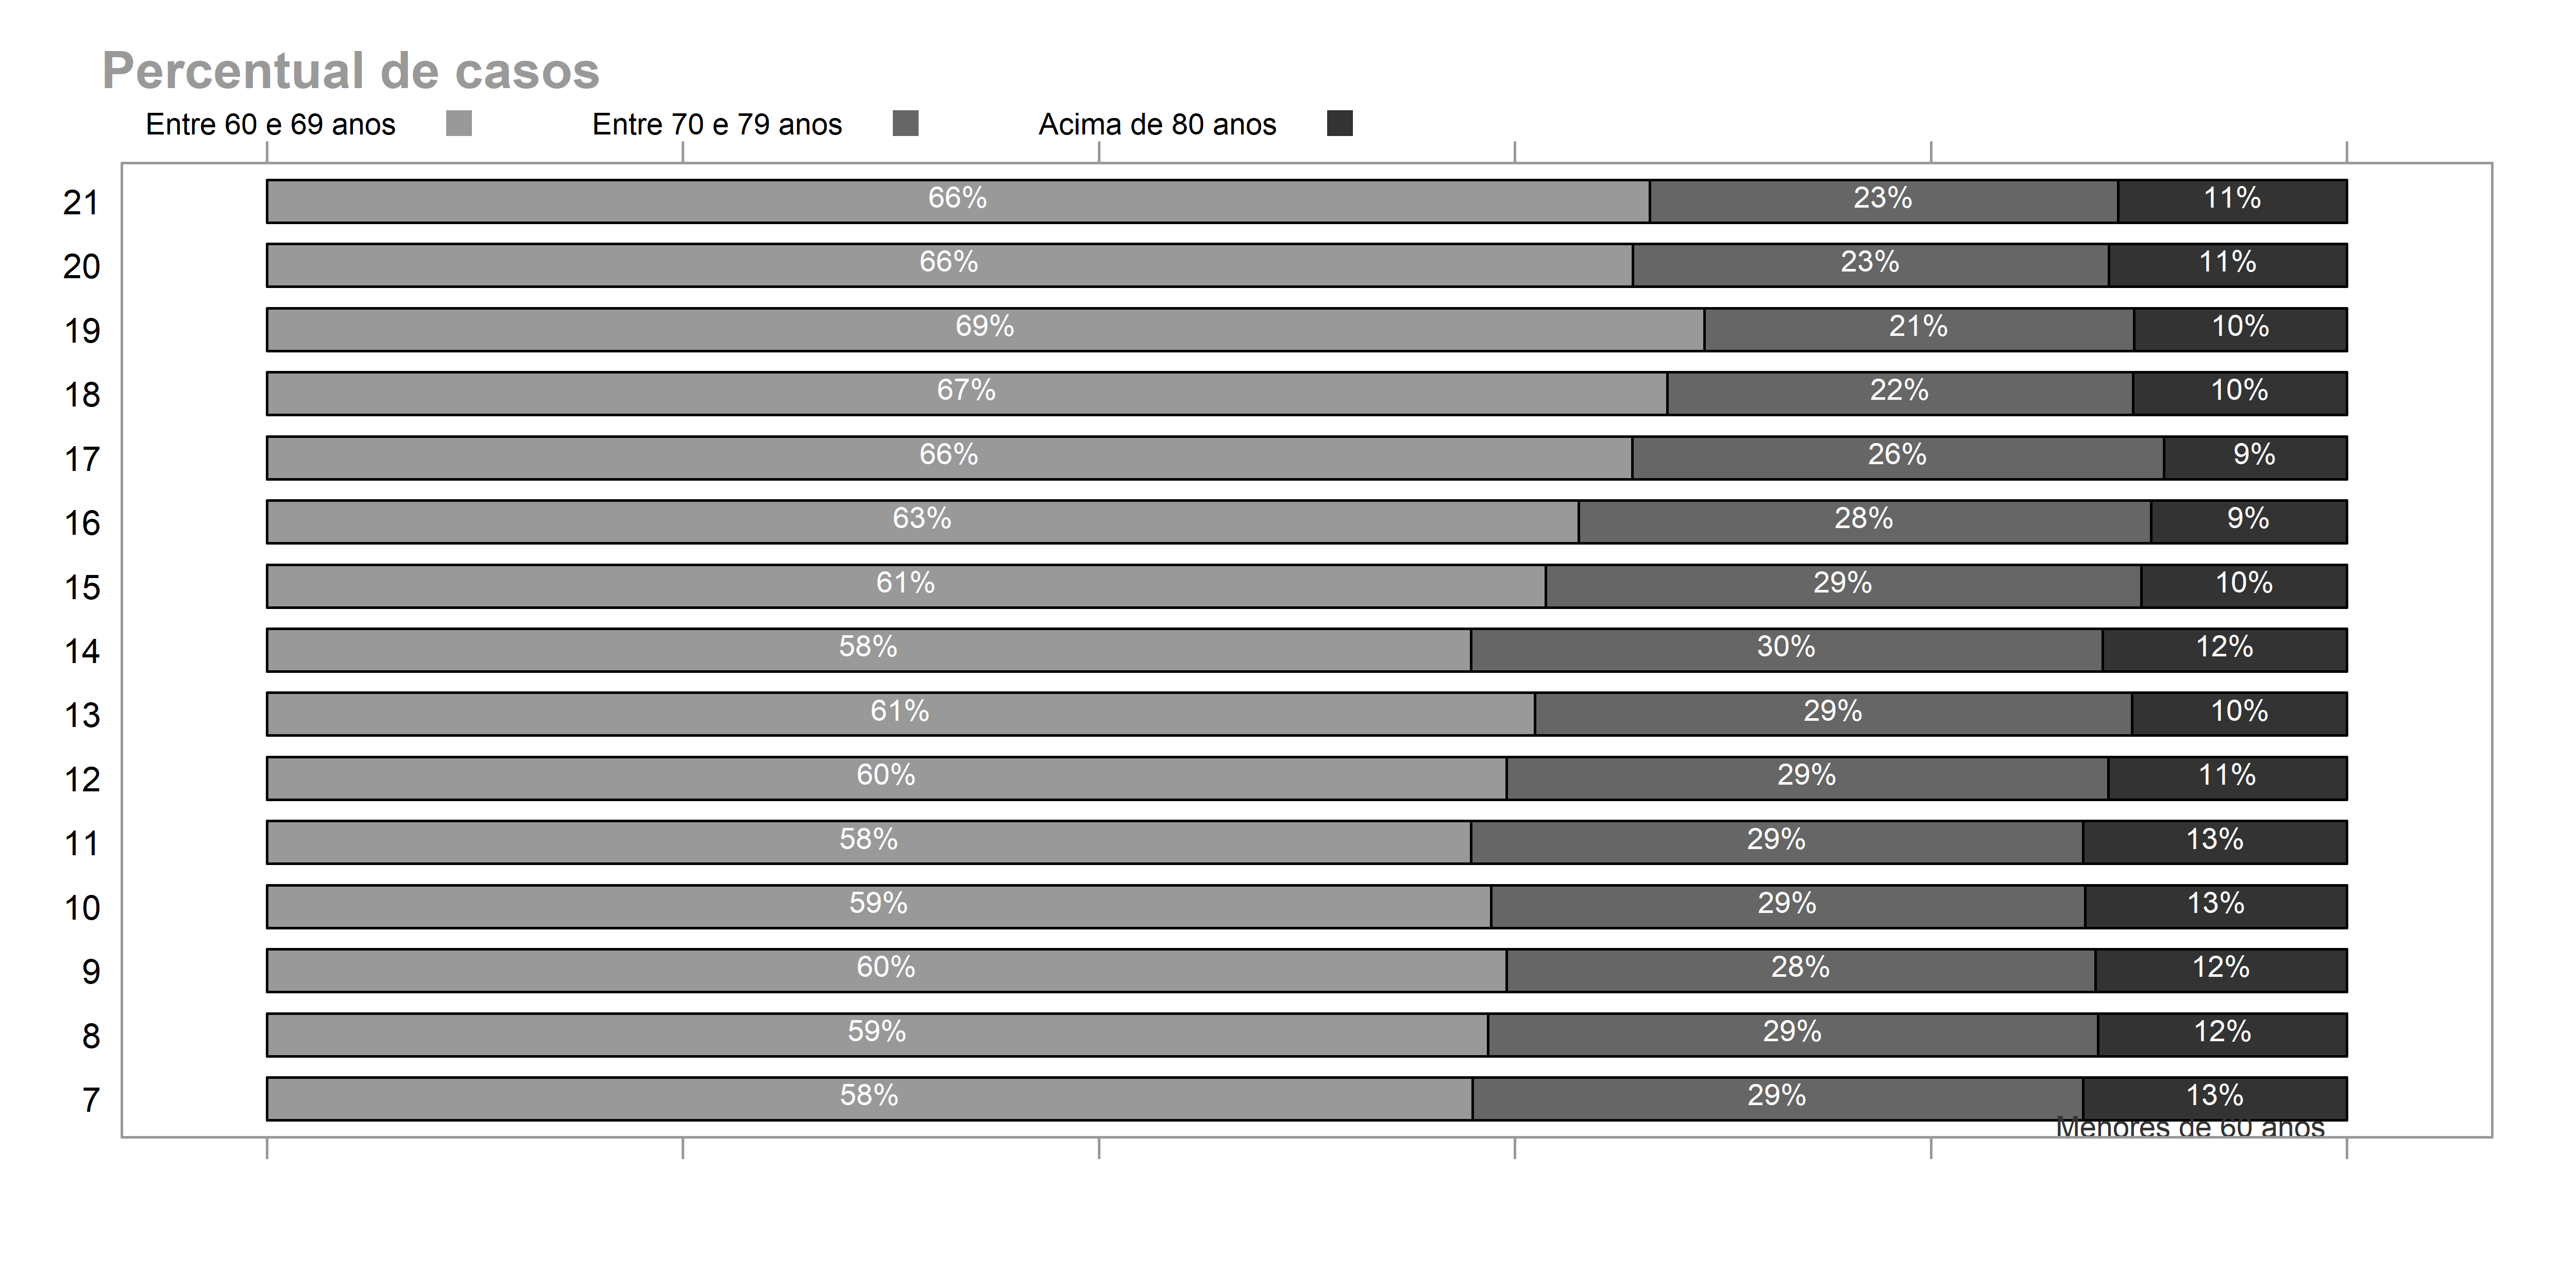 Percentual de casos
Entre 60 e 69 anos Entre 70 e 79 anos Acima de 80 anos
21 66% 23% 11%
20 66% 23% 11%
19 69% 21% 10%
18 67% 22% 10%
17 66% 26% 9%
16 63% 28% 9%
15 61% 29% 10%
14 58% 30% 12%
13 61% 29% 10%
12 60% 29% 11%
11 58% 29% 13%
10 59% 29% 13%
9 60% 28% 12%
8 59% 29% 12%
7 58% 29% 13%
Menores de 60 anos